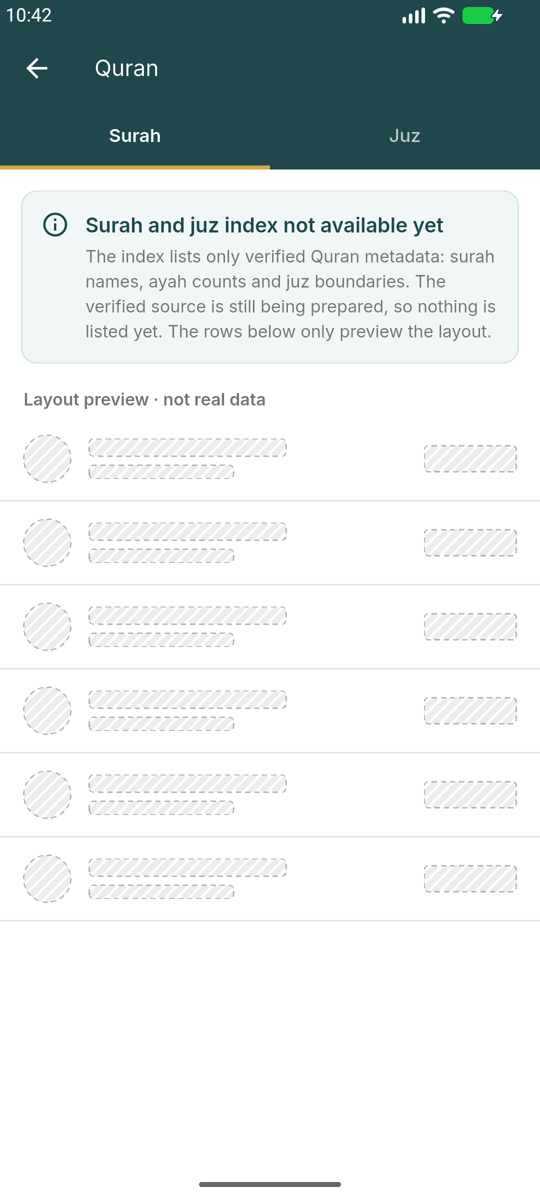 10:42
Quran
Surah
Juz
Surah and juz index not available yet
The index lists only verified Quran metadata: surah
names, ayah counts and juz boundaries. The
verified source is still being prepared, so nothing is
listed yet. The rows below only preview the layout.
Layout preview · not real data